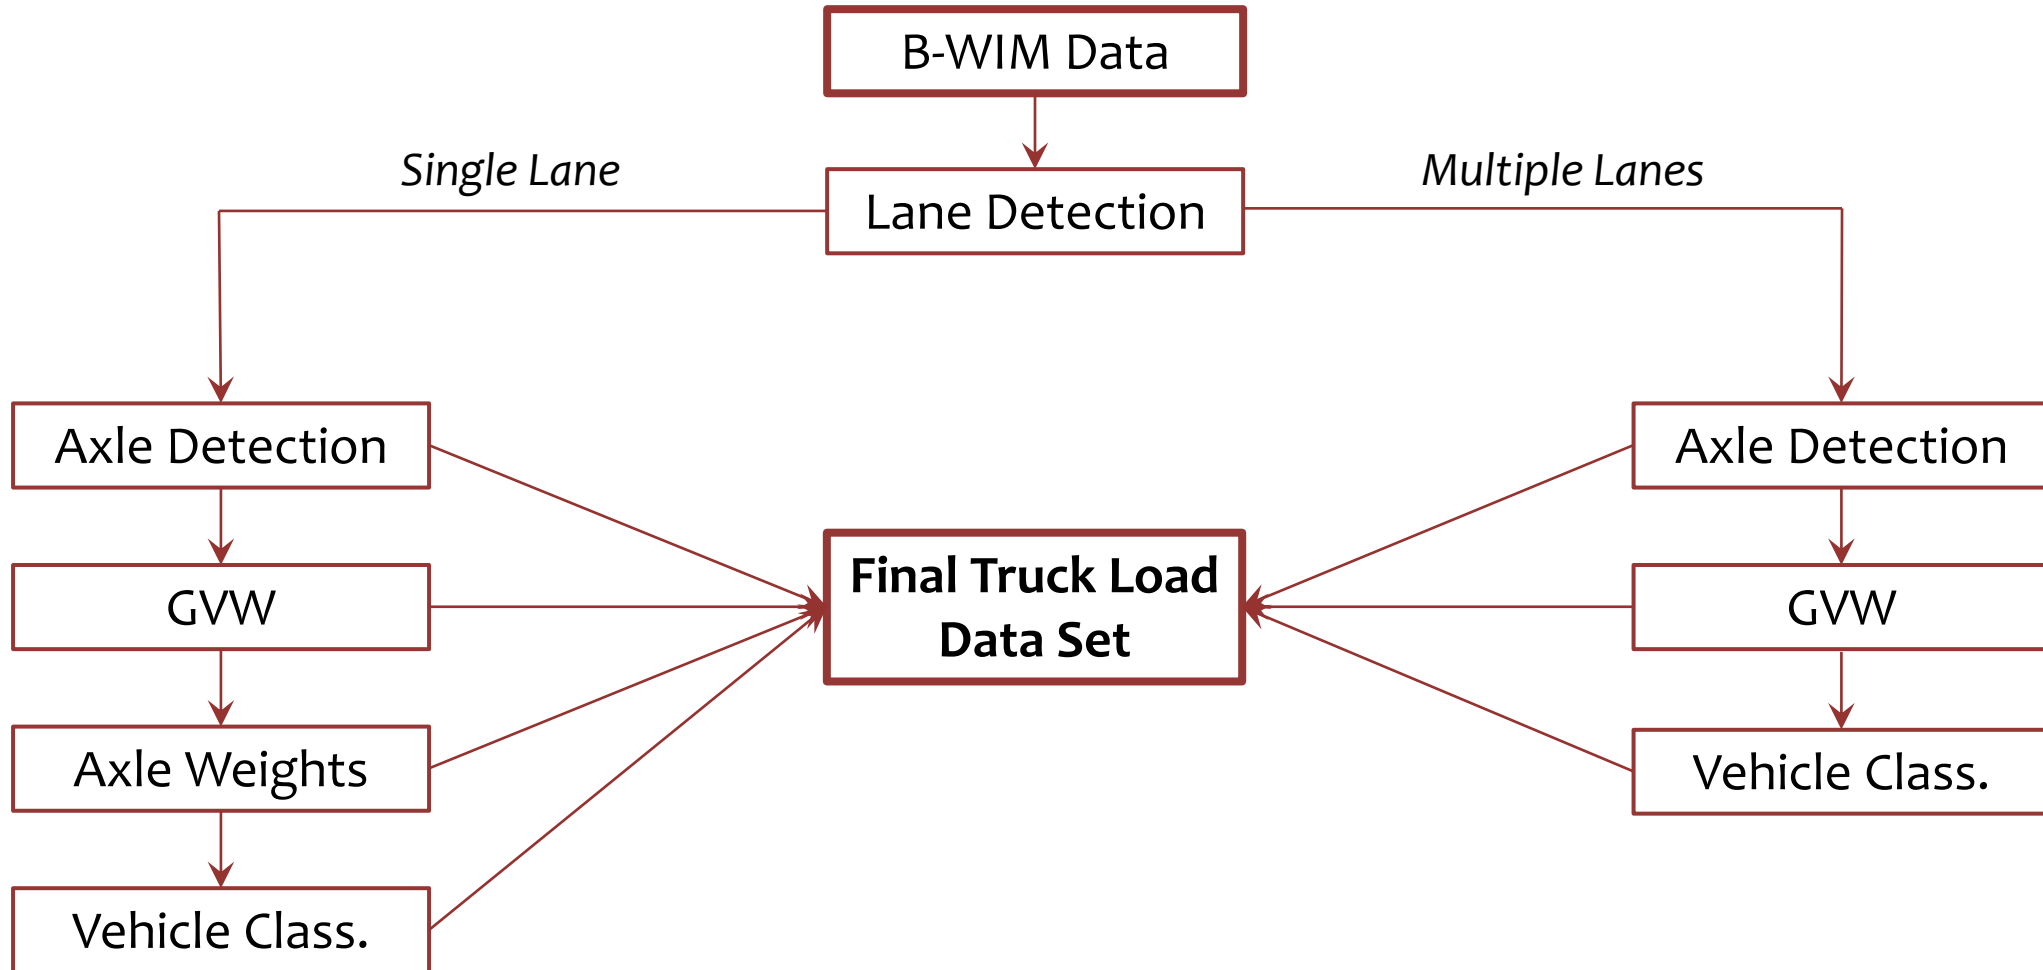 B-WIM Data
Single Lane
Multiple Lanes
Lane Detection
Axle Detection
Axle Detection
Final Truck Load
Data Set
GVW
GVW
Axle Weights
Vehicle Class.
Vehicle Class.